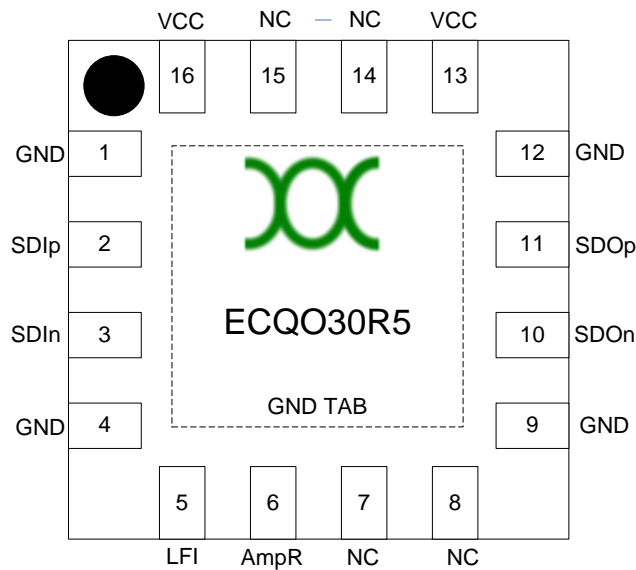 VCC NC – NC VCC
16 15 14 13
GND 1 12 GND
SDIp 2 11 SDOp
ECQO30R5
SDIn 3 10 SDOn
GND TAB
GND 4 9 GND
5 6 7 8
LFI AmpR NC NC